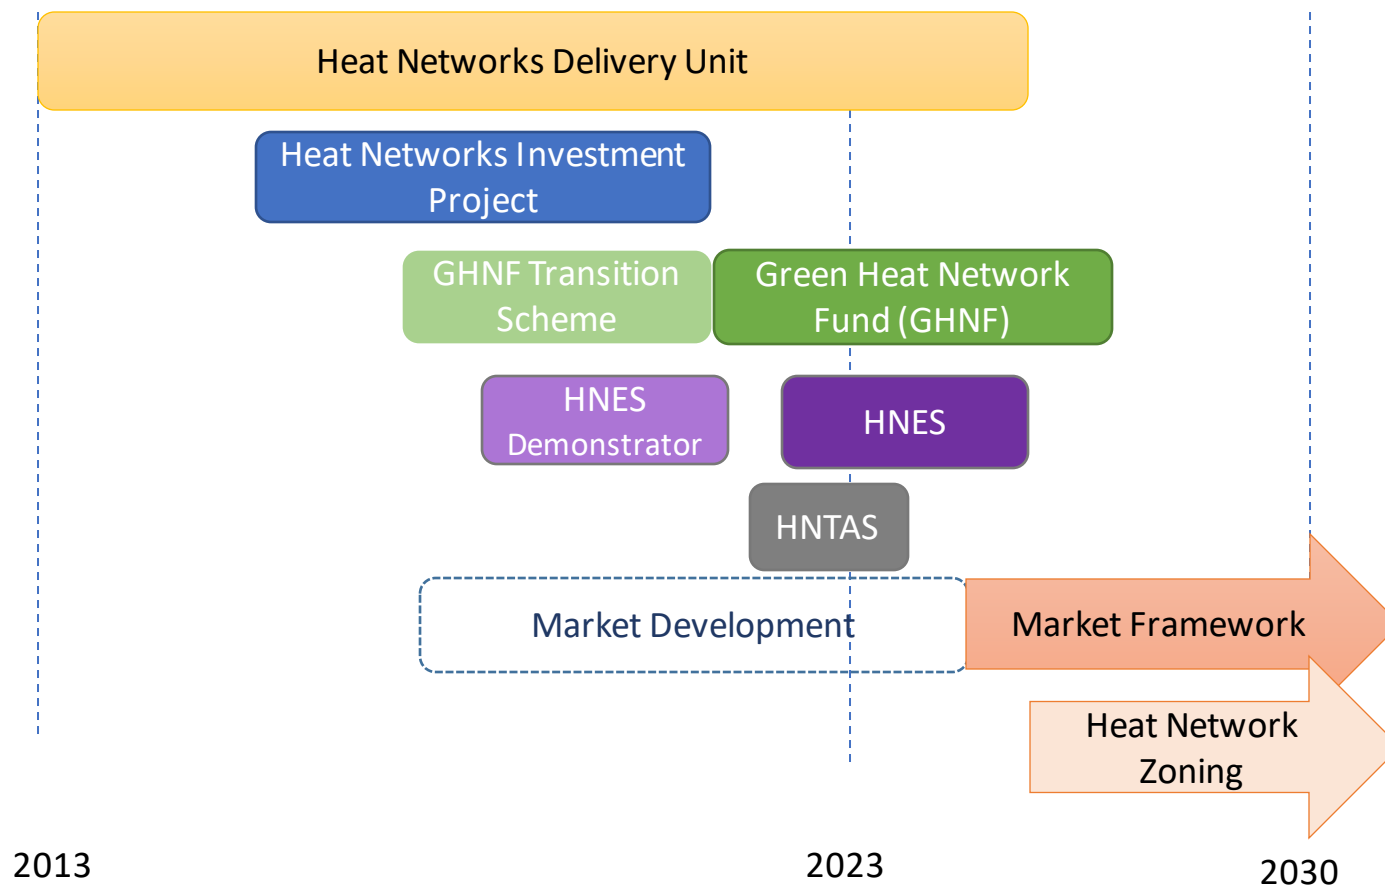 Heat Networks Delivery Unit
Heat Networks Investment
Project
GHNF Transition
Scheme
Green Heat Network
Fund (GHNF)
HNES
Demonstrator
HNES
HNTAS
Market Development
Market Framework
Heat Network
Zoning
2013
2023
2030